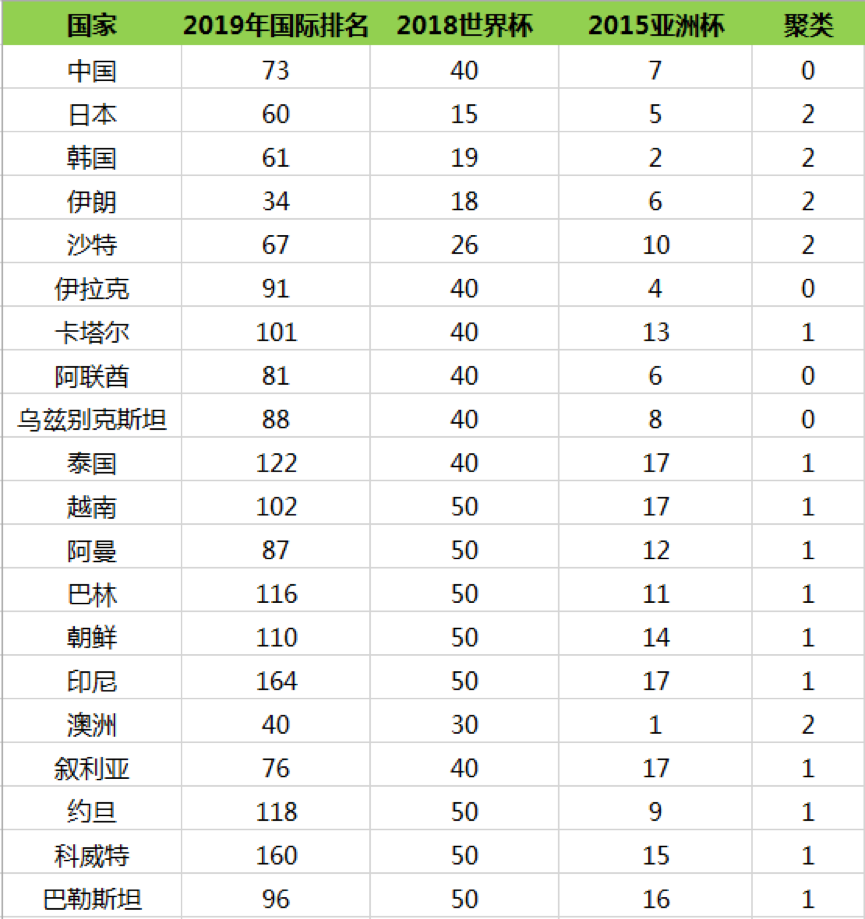 国家 2019年国际排名 2018世界杯 2015亚洲杯 聚类
中国 73 40 7 0
日本 60 15 5 2
韩国 61 19 2 2
伊朗 34 18 6 2
沙特 67 26 10 2
伊拉克 91 40 4 0
卡塔尔 101 40 13 1
阿联酋 81 40 6 0
乌兹别克斯坦 88 40 8 0
泰国 122 40 17 1
越南 102 50 17 1
阿曼 87 50 12 1
巴林 116 50 11 1
朝鲜 110 50 14 1
印尼 164 50 17 1
澳洲 40 30 1 2
叙利亚 76 40 17 1
约旦 118 50 9 1
科威特 160 50 15 1
巴勒斯坦 96 50 16 1